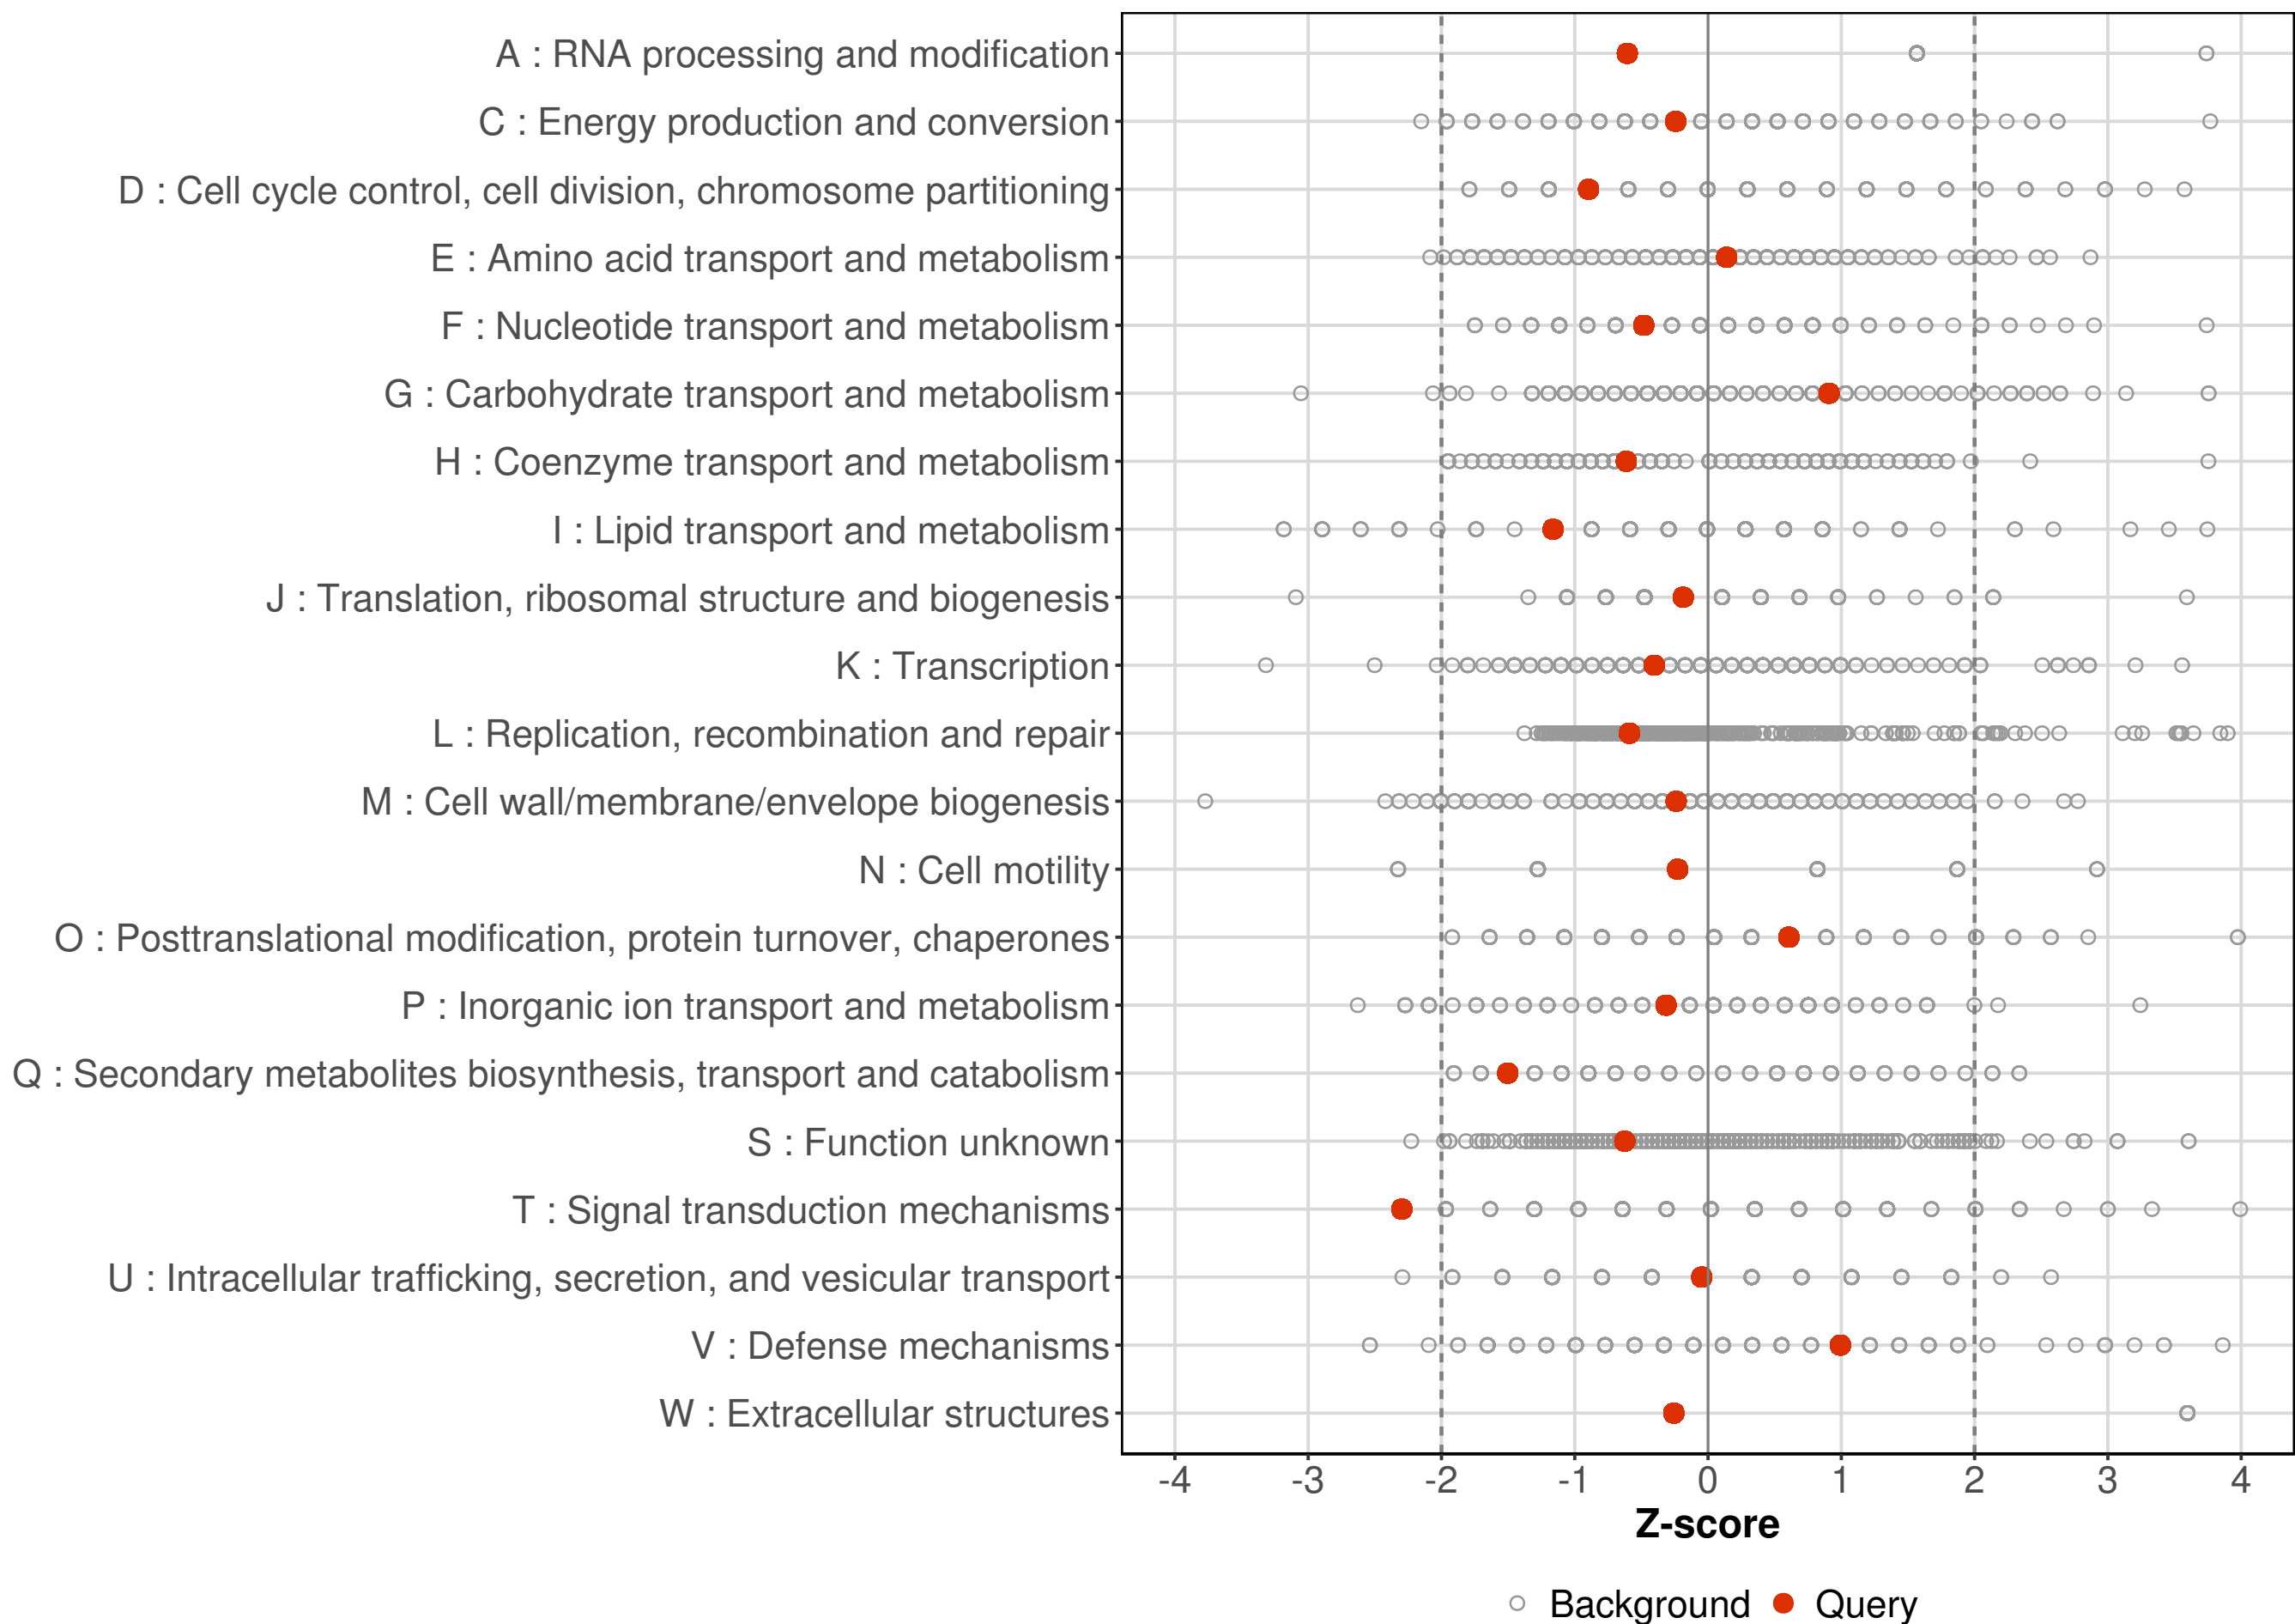 A : RNA processing and modification
C : Energy production and conversion
D : Cell cycle control, cell division, chromosome partitioning
E : Amino acid transport and metabolism
F : Nucleotide transport and metabolism
G : Carbohydrate transport and metabolism
H : Coenzyme transport and metabolism
I : Lipid transport and metabolism
J : Translation, ribosomal structure and biogenesis
K : Transcription
L : Replication, recombination and repair
M : Cell wall/membrane/envelope biogenesis
N : Cell motility
O : Posttranslational modification, protein turnover, chaperones
P : Inorganic ion transport and metabolism
Q : Secondary metabolites biosynthesis, transport and catabolism
S : Function unknown
T : Signal transduction mechanisms
U : Intracellular trafficking, secretion, and vesicular transport
V : Defense mechanisms
W : Extracellular structures
-4 -3 -2 -1 0 1 2 3 4
Z-score
Background Query